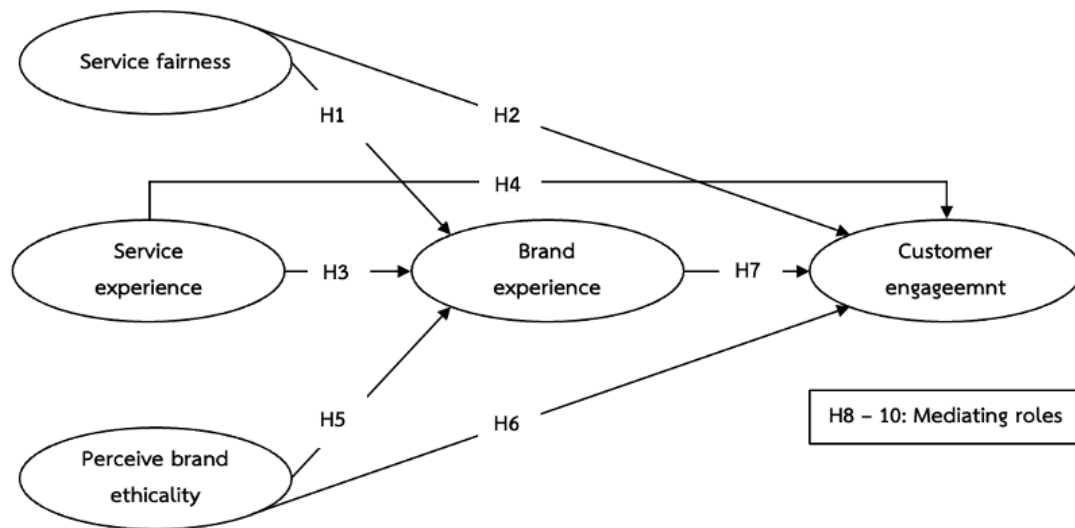 Service fairness
H1
H2
H4
Service
experience
H3
Brand
experience
H7
Customer
engageemnt
H5
H6
H8 – 10: Mediating roles
Perceive brand
ethicality